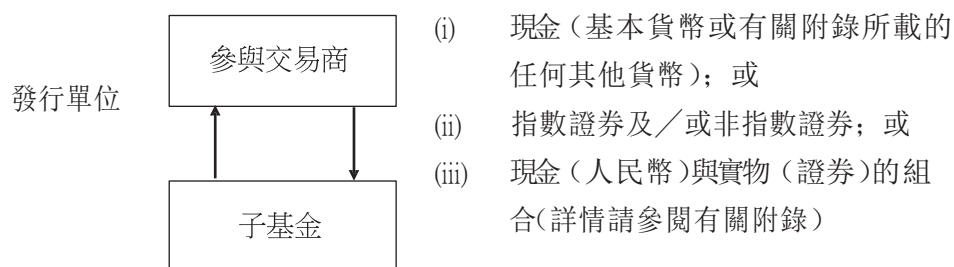 參與交易商
發行單位
子基金
(i) 現金（基本貨幣或有關附錄所載的
任何其他貨幣）；或
(ii) 指數證券及／或非指數證券；或
(iii) 現金（人民幣）與實物（證券）的組
合（詳情請參閱有關附錄）